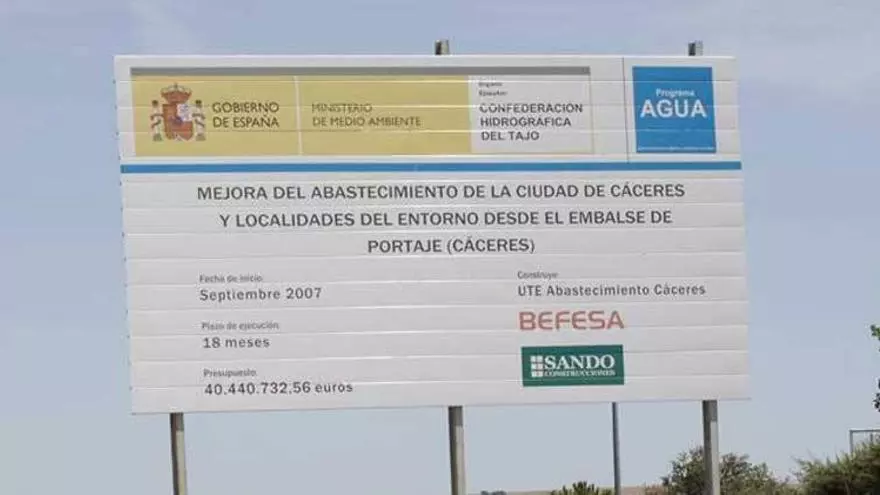 GOBIERNO
DE ESPAÑA
MINISTERIO
DE MEDIO AMBIENTE
CONFEDERACIÓN
HIDROGRÁFICA
DEL TAJO
Programa
AGUA
MEJORA DEL ABASTECIMIENTO DE LA CIUDAD DE CÁCERES
Y LOCALIDADES DEL ENTORNO DESDE EL EMBALSE DE
PORTAJE (CÁCERES)
Fecha de inicio:
Septiembre 2007
Plazo de ejecución:
18 meses
Presupuesto:
40.440.732,56 euros
Construye:
UTE Abastecimiento Cáceres
BEFESA
SANDO
CONSTRUCCIONES